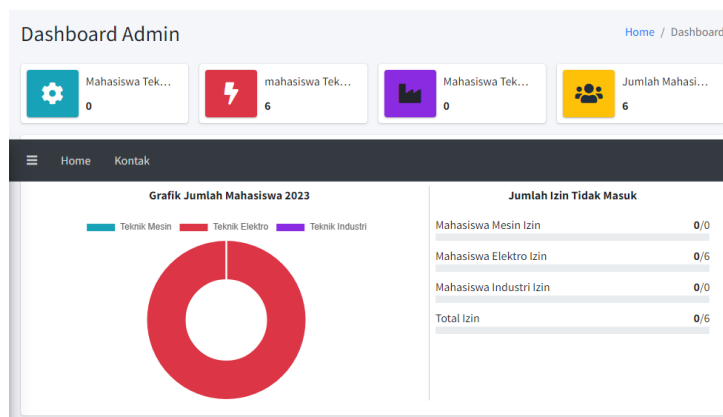 Dashboard Admin
Home / Dashboard
Mahasiswa Tek...
0
mahasiswa Tek...
6
Mahasiswa Tek...
0
Jumlah Mahasi...
6
Home Kontak
Grafik Jumlah Mahasiswa 2023
Teknik Mesin Teknik Elektro Teknik Industri
Jumlah Izin Tidak Masuk
Mahasiswa Mesin Izin 0/0
Mahasiswa Elektro Izin 0/6
Mahasiswa Industri Izin 0/0
Total Izin 0/6